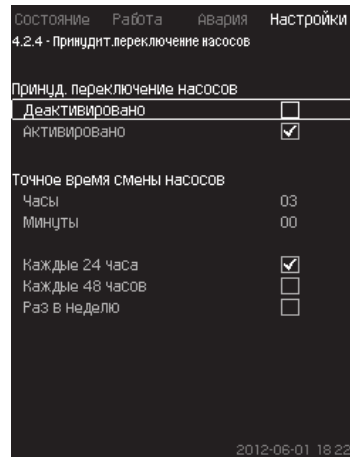 Состояние Работа Авария Настройки
4.2.4 - Принудит.переключение насосов
Принуд. переключение насосов
Деактивировано
Активировано
Точное время смены насосов
Часы 03
Минуты 00
Каждые 24 часа
Каждые 48 часов
Раз в неделю
2012-06-01 18:22